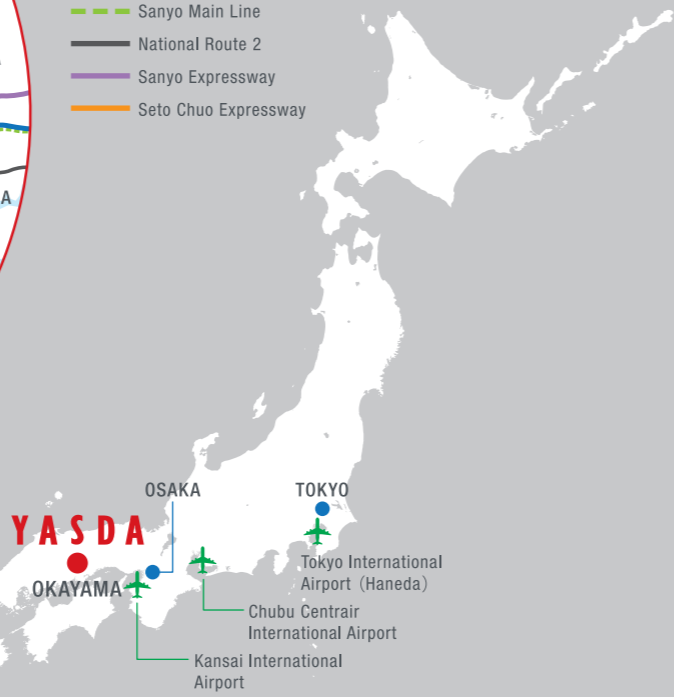 Sanyo Main Line
National Route 2
Sanyo Expressway
Seto Chuo Expressway
A
OSAKA
TOKYO
YASDA
OKAYAMA
Tokyo International
Airport（Haneda）
Chubu Centrair
International Airport
Kansai International
Airport